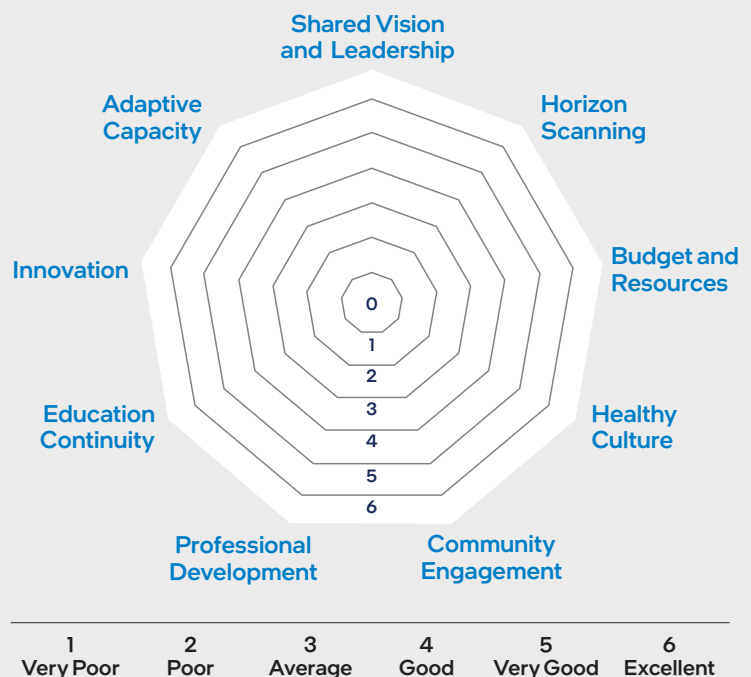 Shared Vision
and Leadership
Adaptive
Capacity
Horizon
Scanning
Innovation
Budget and
Resources
0
1
2
3
4
5
6
Education
Continuity
Healthy
Culture
Professional
Development
Community
Engagement
1 2 3 4 5 6
Very Poor Poor Average Good Very Good Excellent